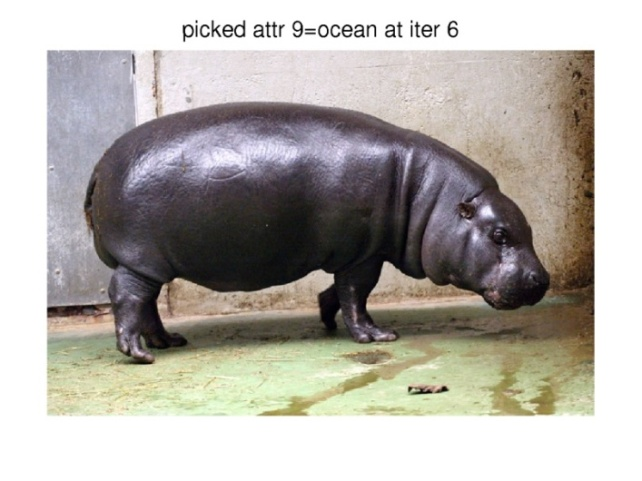 picked attr 9=ocean at iter 6